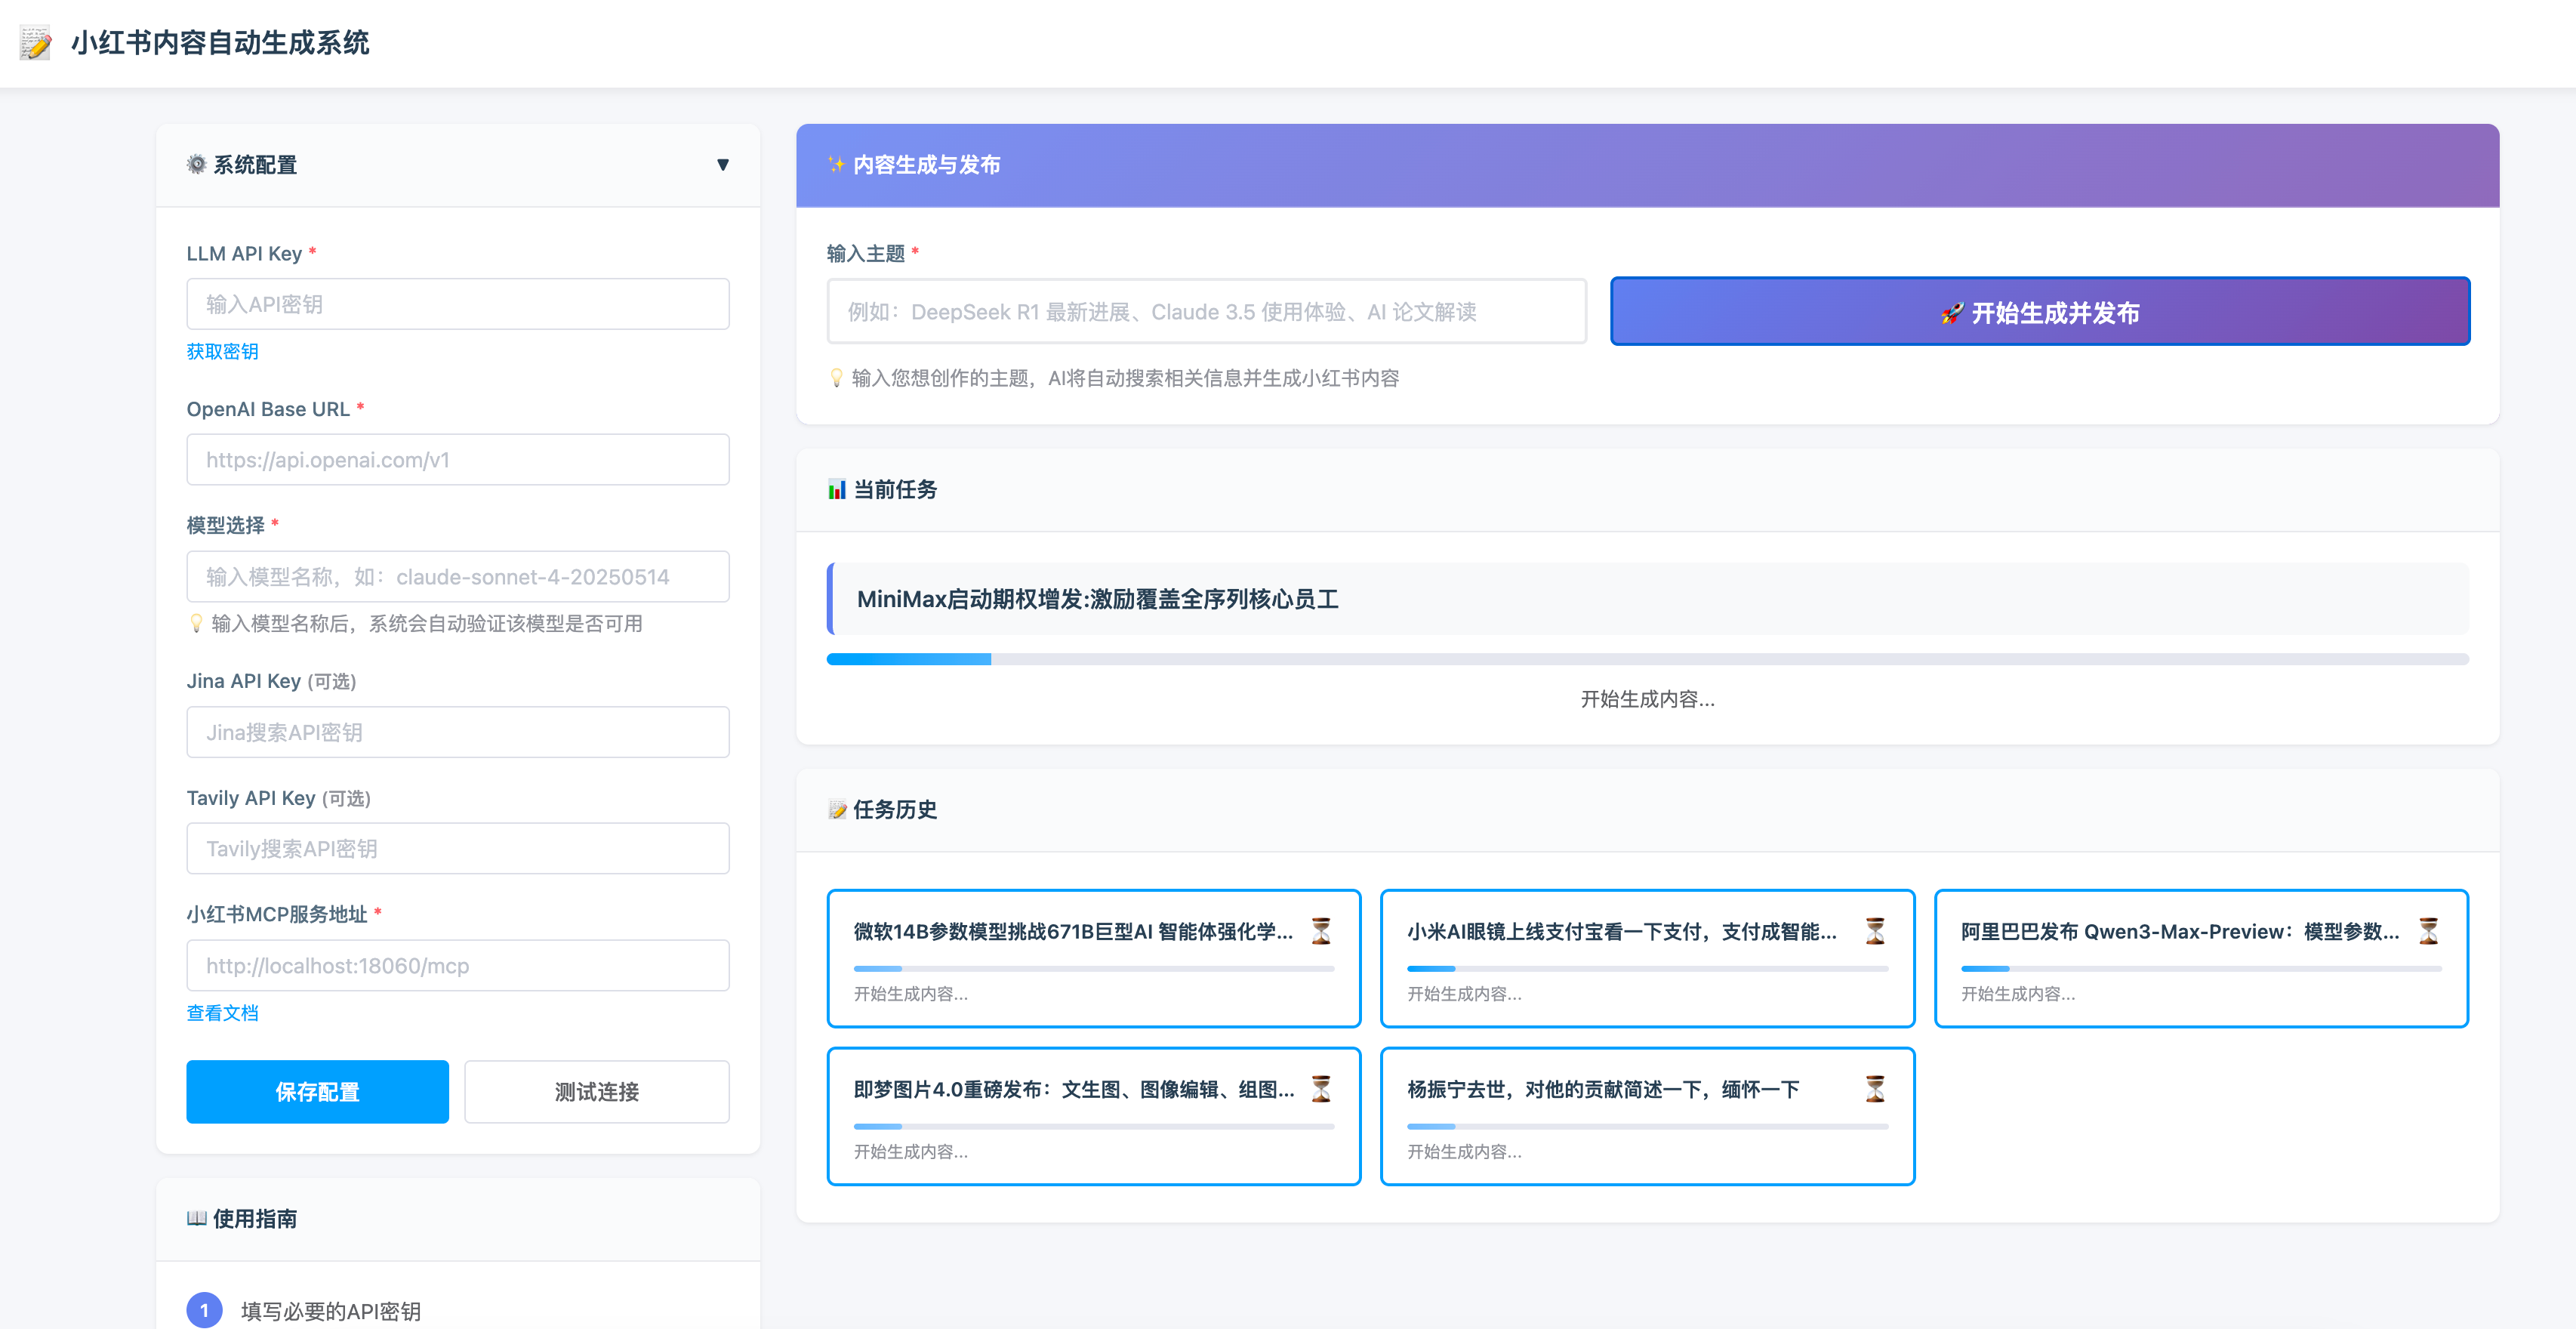 小红书内容自动生成系统
系统配置
LLM API Key *
输入API密钥
获取密钥
OpenAI Base URL *
https://api.openai.com/v1
模型选择 *
输入模型名称，如：claude-sonnet-4-20250514
输入模型名称后，系统会自动验证该模型是否可用
Jina API Key (可选)
Jina搜索API密钥
Tavily API Key (可选)
Tavily搜索API密钥
小红书MCP服务地址 *
http://localhost:18060/mcp
查看文档
保存配置
测试连接
使用指南
1 填写必要的API密钥
内容生成与发布
输入主题 *
例如：DeepSeek R1 最新进展、Claude 3.5 使用体验、AI 论文解读
开始生成并发布
输入您想创作的主题，AI将自动搜索相关信息并生成小红书内容
当前任务
MiniMax启动期权增发:激励覆盖全序列核心员工
开始生成内容...
任务历史
微软14B参数模型挑战671B巨型AI 智能体强化学...
开始生成内容...
小米AI眼镜上线支付宝看一下支付，支付成智能...
开始生成内容...
阿里巴巴发布 Qwen3-Max-Preview：模型参数...
开始生成内容...
即梦图片4.0重磅发布：文生图、图像编辑、组图...
开始生成内容...
杨振宁去世，对他的贡献简述一下，缅怀一下
开始生成内容...